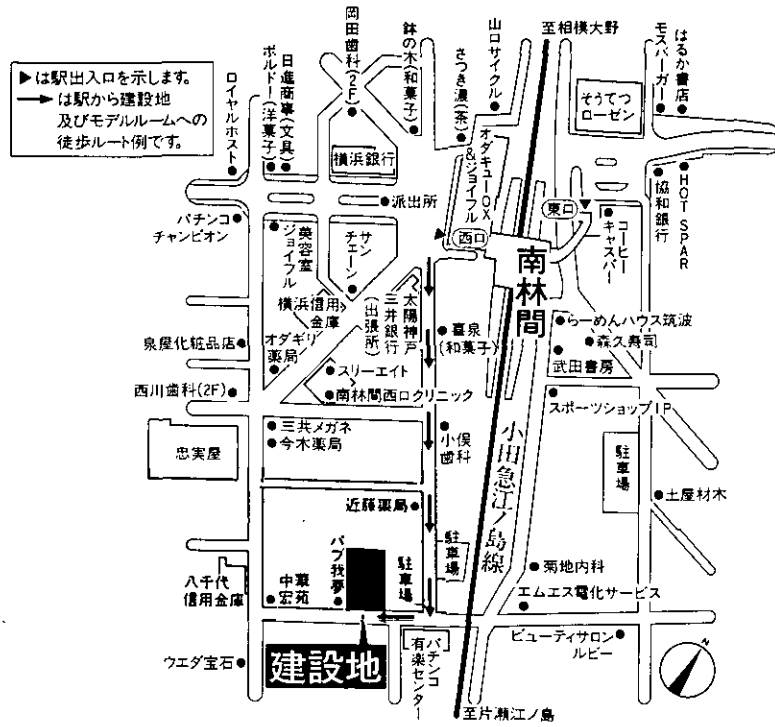 ▶は駅出入口を示します。
→は駅から建設地
及びモデルルームへの
徒歩ルート例です。
ロイヤルホスト
ボルドー(洋菓子)
日進商事(文具)
岡田歯科(2F)
鉢の木(和菓子)
さつき濃(茶)
山ロサイクル
至相模大野
そうてつ
ローゼン
モスバーガー
はるか書店
横浜銀行
派出所
オダキューOX
&ジョイフル
西口
東口
コーヒー
キャスバー
協和銀行
HOT SPAR
パチンコ
チャンピオン
美容室
ジョイフル
サン
チェーン
南林間
横浜信用
金庫
太陽神戸
三井銀行
(出張所)
喜泉
(和菓子)
らーめんハウス筑波
森久寿司
武田書房
泉屋化粧品店
オダギリ
薬局
スリーエイト
南林間西口クリニック
西川歯科(2F)
スポーツショップIP
三共メガネ
今木薬局
小俣
歯科
忠実屋
小田急江ノ島線
駐車場
土屋材木
近藤薬局
駐車場
パブ我夢
駐車場
菊地内科
八千代
信用金庫
中華
宏苑
エムエス電化サービス
ビューティサロン
ルビー
ウエダ宝石
建設地
パチンコ
有楽センター
至片瀬江ノ島
N